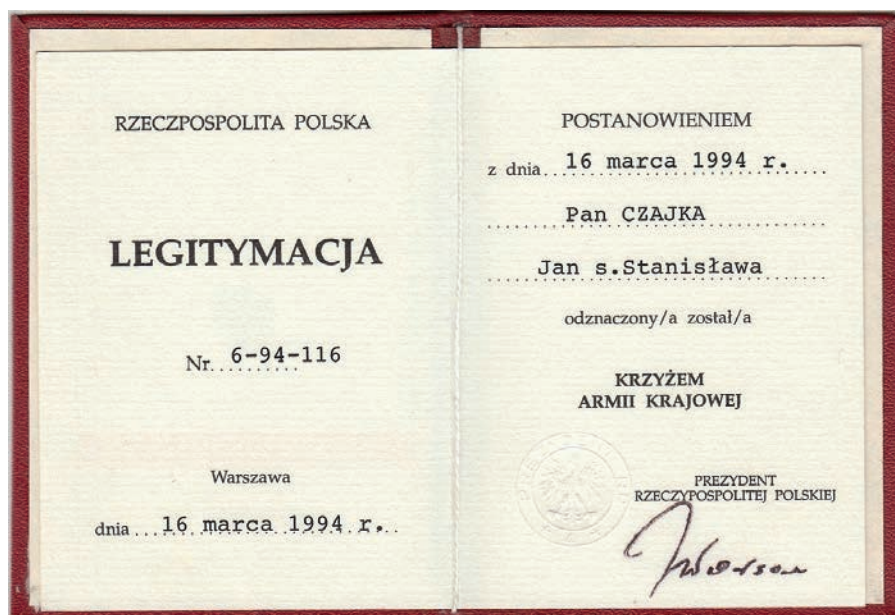 RZECZPOSPOLITA POLSKA
LEGITYMACJA
Nr. 6-94-116
Warszawa
dnia 16 marca 1994 r.
POSTANOWIENIEM
z dnia 16 marca 1994 r.
Pan CZAJKA
Jan s.Stanisława
odznaczony/a został/a
KRZYŻEM
ARMII KRAJOWEJ
PREZYDENT
RZECZYPOSPOLITEJ POLSKIEJ